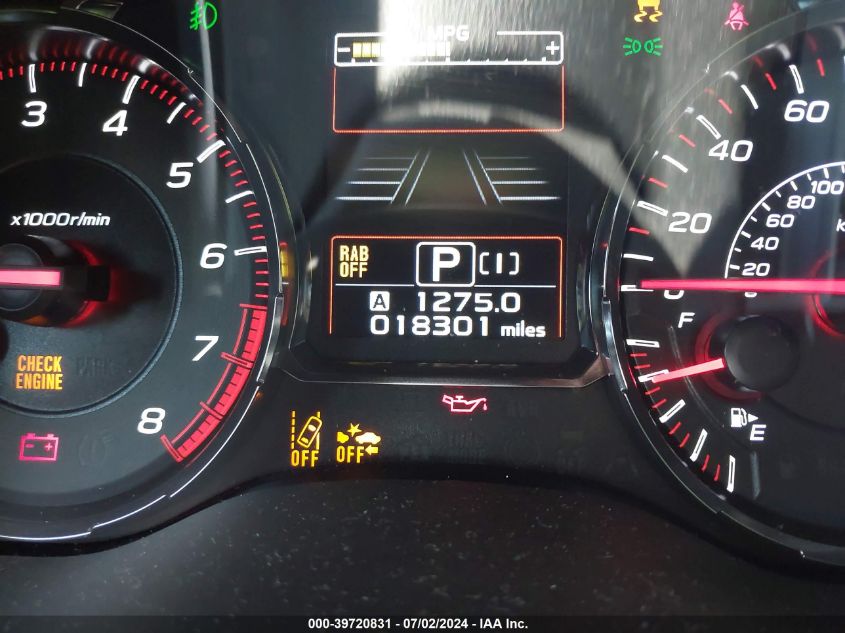 MPG
- +
3
4
5
6
7
8
x1000r/min
CHECK
ENGINE
RAB
OFF
P (I)
A 1275.0
018301 miles
OFF
OFF
60
40
20
0
100
80
60
40
20
F
E
000-39720831 - 07/02/2024 - IAA Inc.